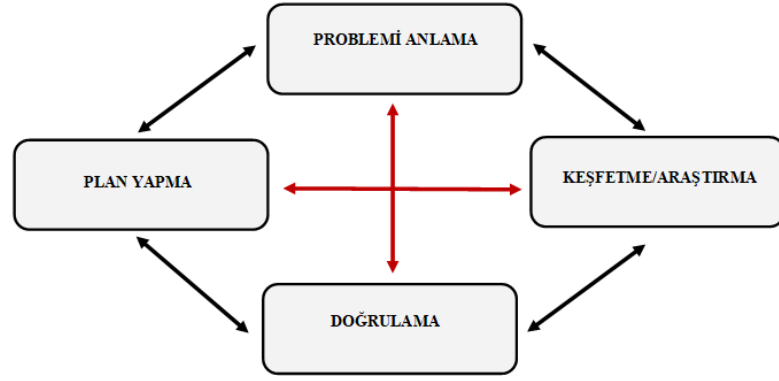 PROBLEMİ ANLAMA
PLAN YAPMA
KEŞFETME/ARAŞTIRMA
DOĞRULAMA